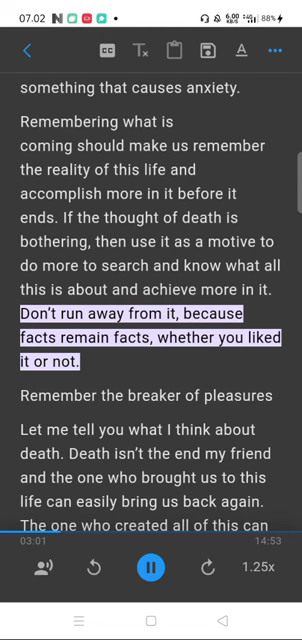 07.02
6.00
KB/S
88%
CC
something that causes anxiety.
Remembering what is
coming should make us remember
the reality of this life and
accomplish more in it before it
ends. If the thought of death is
bothering, then use it as a motive to
do more to search and know what all
this is about and achieve more in it.
Don't run away from it, because
facts remain facts, whether you liked
it or not.
Remember the breaker of pleasures
Let me tell you what I think about
death. Death isn't the end my friend
and the one who brought us to this
life can easily bring us back again.
The one who created all of this can
03:01
14:53
1.25x